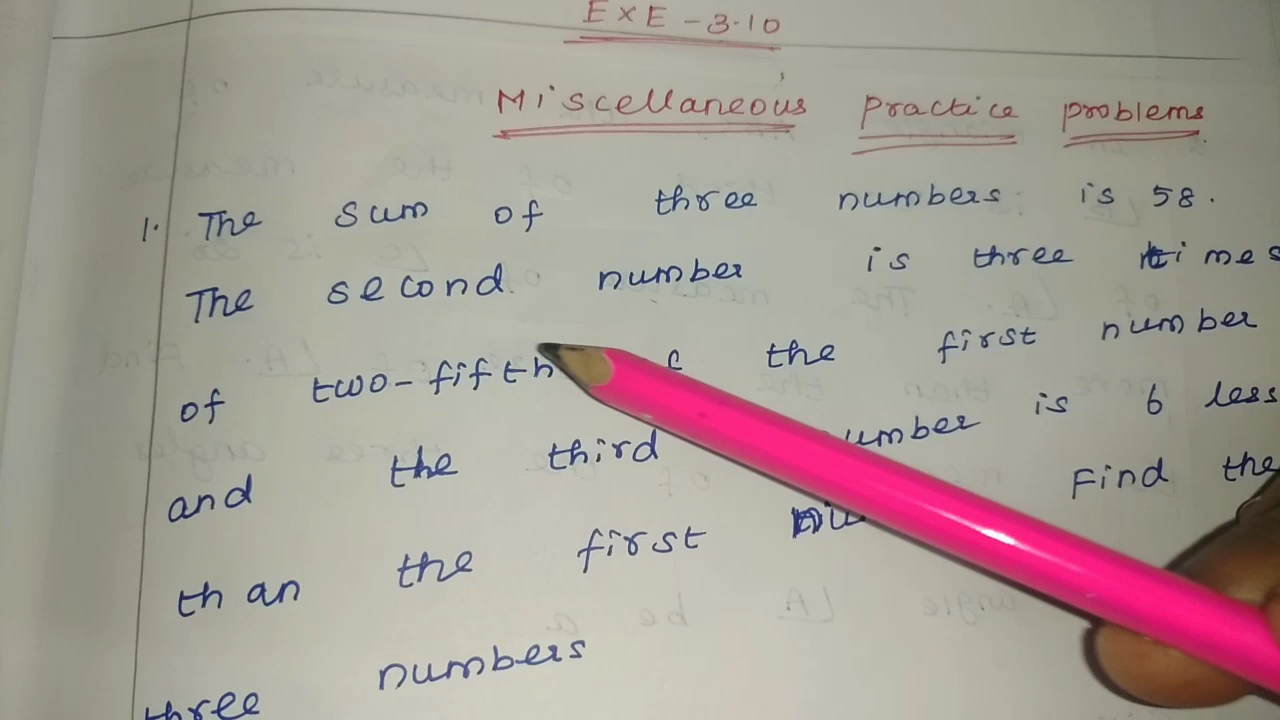 EXE-3.10
Miscellaneous practice problems
1. The sum of three numbers is 58.
The second number is three times
of two-fifth the first number
and the third number is 6 less
than the first Find the
three numbers